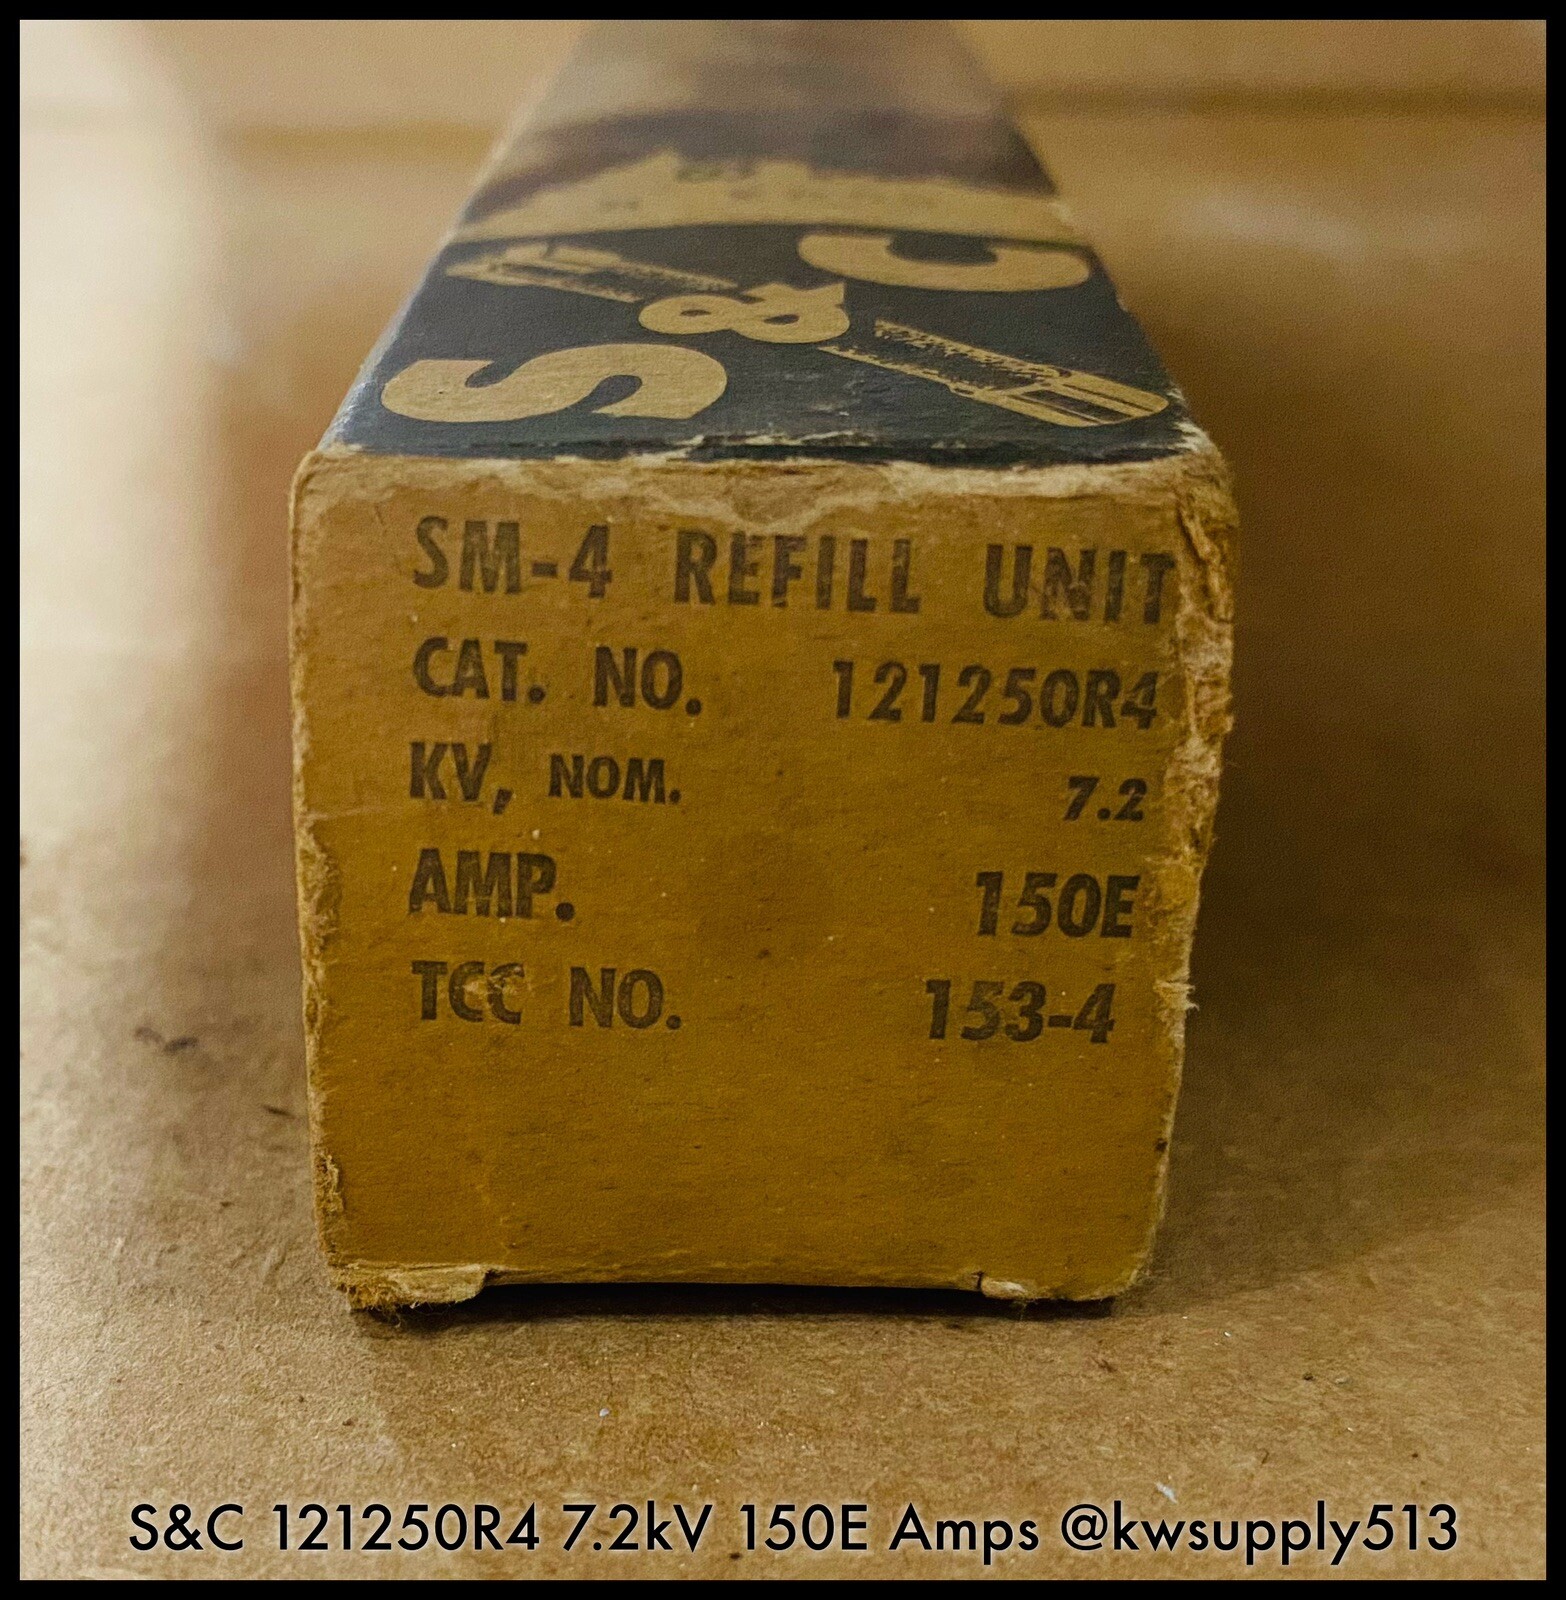 S&C
SM-4 REFILL UNIT
CAT. NO. 121250R4
KV, NOM. 7.2
AMP. 150E
TCC NO. 153-4
S&C 121250R4 7.2kV 150E Amps @kwsupply513